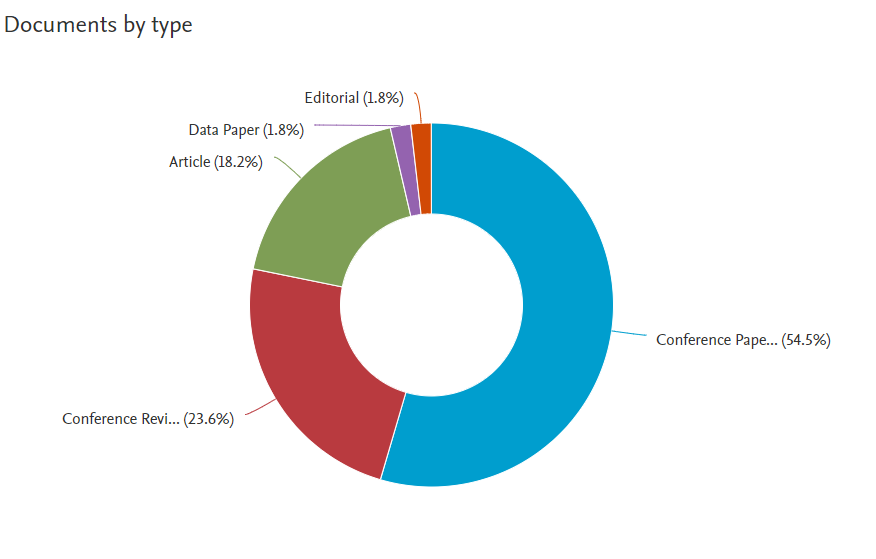 Documents by type
Editorial (1.8%)
Data Paper (1.8%)
Article (18.2%)
Conference Pape... (54.5%)
Conference Revi... (23.6%)